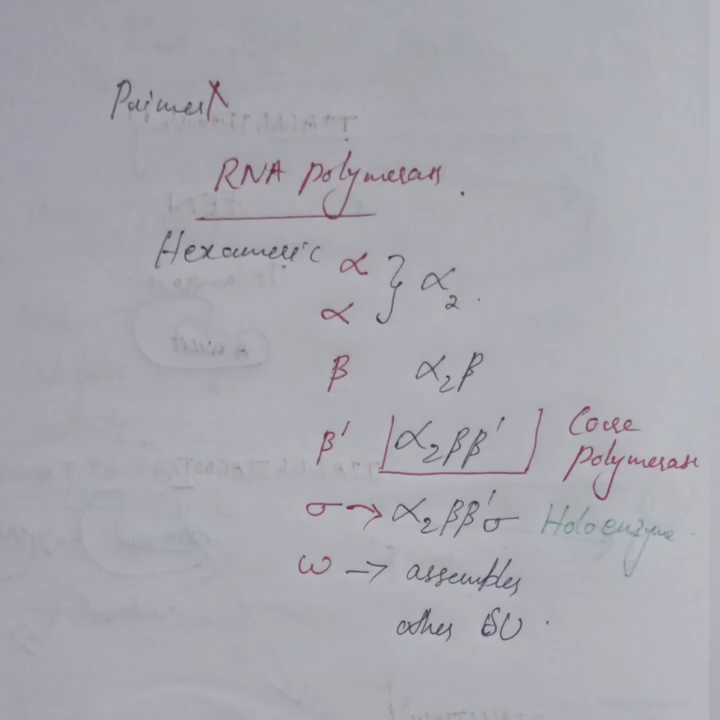 Primer X
RNA polymerase.
Hexameric α } α₂.
α
β α₂β
β' [α₂ββ'] Core
polymerase
σ → α₂ββ'σ Holoenzyme.
ω → assembles
other SU.